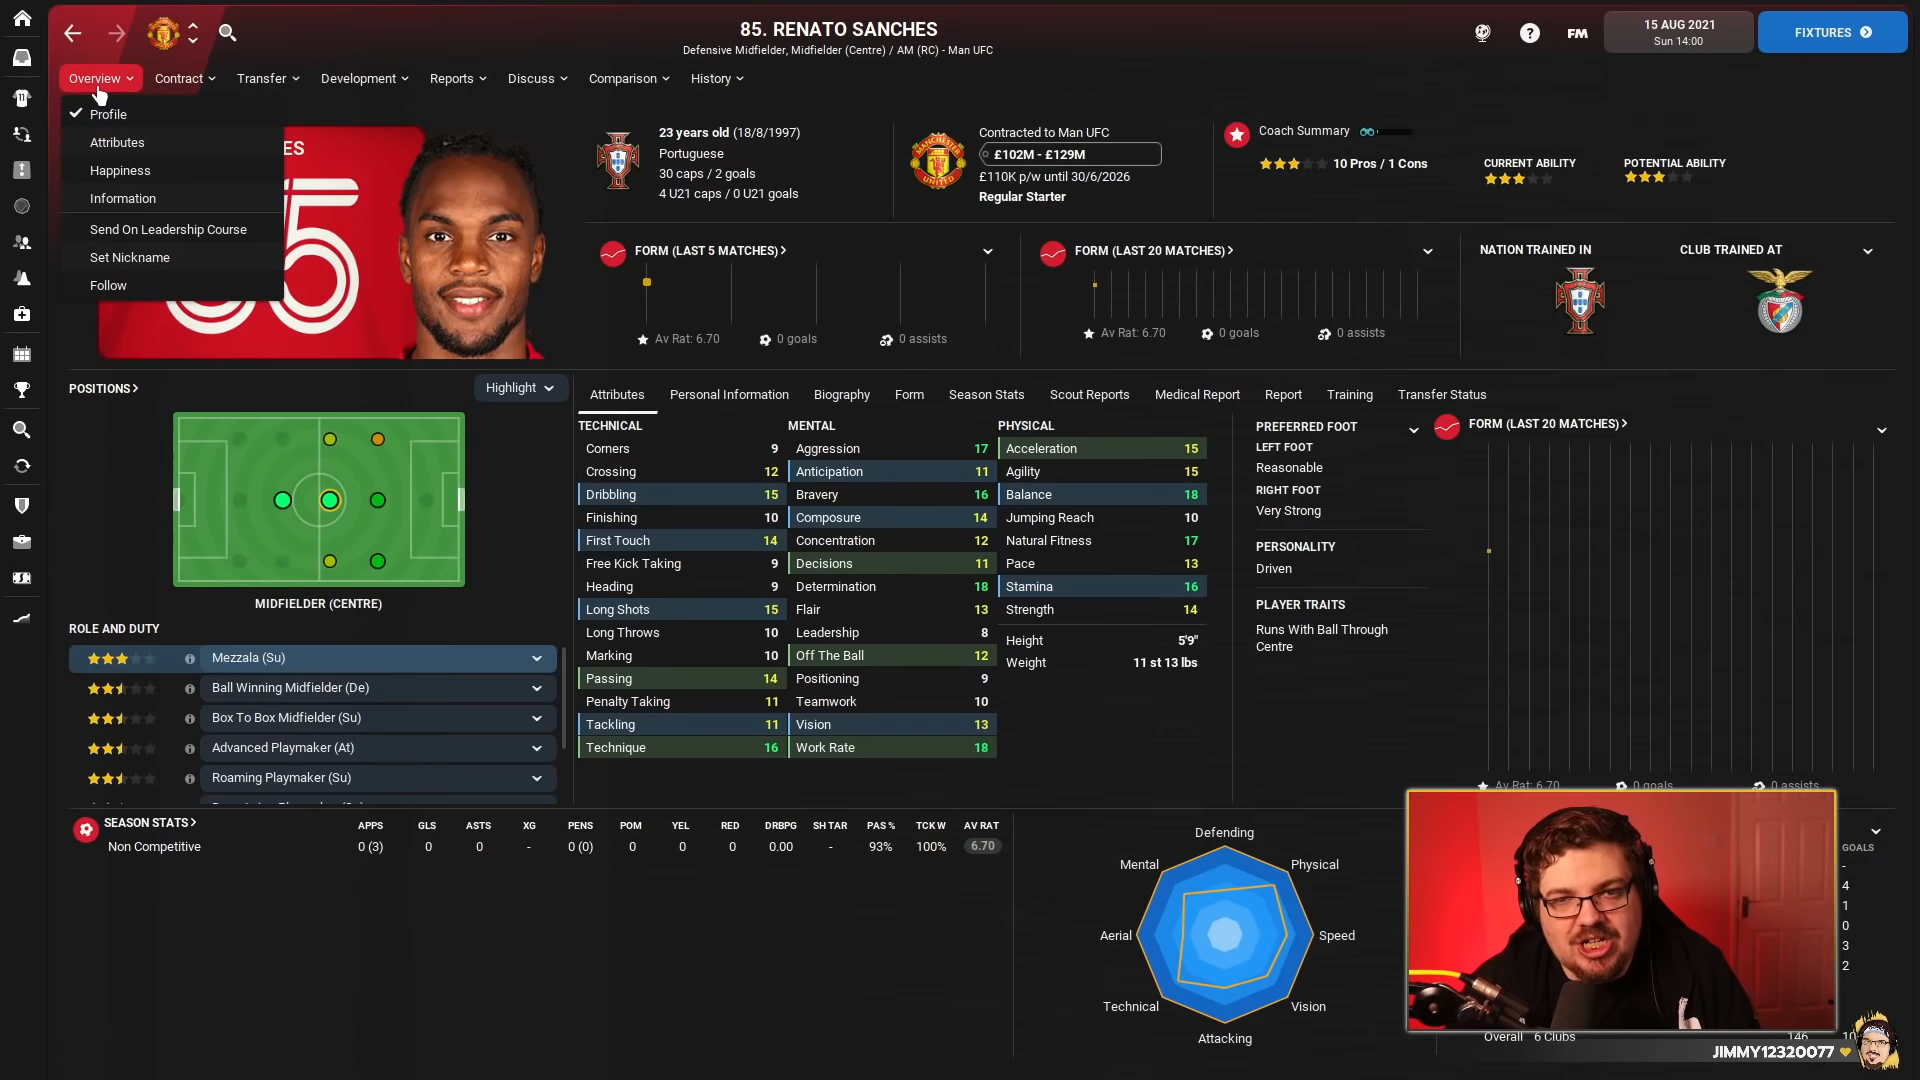 85. RENATO SANCHES
Defensive Midfielder, Midfielder (Centre) / AM (RC) - Man UFC
FM
15 AUG 2021
Sun 14:00
FIXTURES
Overview
Contract
Transfer
Development
Reports
Discuss
Comparison
History
Profile
Attributes
Happiness
Information
Send On Leadership Course
Set Nickname
Follow
ES
85
23 years old (18/8/1997)
Portuguese
30 caps / 2 goals
4 U21 caps / 0 U21 goals
Contracted to Man UFC
£102M - £129M
£110K p/w until 30/6/2026
Regular Starter
Coach Summary
10 Pros / 1 Cons
CURRENT ABILITY
POTENTIAL ABILITY
FORM (LAST 5 MATCHES)
Av Rat: 6.70
0 goals
0 assists
FORM (LAST 20 MATCHES)
Av Rat: 6.70
0 goals
0 assists
NATION TRAINED IN
CLUB TRAINED AT
POSITIONS
Highlight
MIDFIELDER (CENTRE)
ROLE AND DUTY
Mezzala (Su)
Ball Winning Midfielder (De)
Box To Box Midfielder (Su)
Advanced Playmaker (At)
Roaming Playmaker (Su)
Attributes
Personal Information
Biography
Form
Season Stats
Scout Reports
Medical Report
Report
Training
Transfer Status
TECHNICAL
Corners 9
Crossing 12
Dribbling 15
Finishing 10
First Touch 14
Free Kick Taking 9
Heading 9
Long Shots 15
Long Throws 10
Marking 10
Passing 14
Penalty Taking 11
Tackling 11
Technique 16
MENTAL
Aggression 17
Anticipation 11
Bravery 16
Composure 14
Concentration 12
Decisions 11
Determination 18
Flair 13
Leadership 8
Off The Ball 12
Positioning 9
Teamwork 10
Vision 13
Work Rate 18
PHYSICAL
Acceleration 15
Agility 15
Balance 18
Jumping Reach 10
Natural Fitness 17
Pace 13
Stamina 16
Strength 14
Height 5'9"
Weight 11 st 13 lbs
PREFERRED FOOT
LEFT FOOT
Reasonable
RIGHT FOOT
Very Strong
PERSONALITY
Driven
PLAYER TRAITS
Runs With Ball Through
Centre
FORM (LAST 20 MATCHES)
Av Rat: 6.70
0 goals
0 assists
SEASON STATS
APPS GLS ASTS XG PENS POM YEL RED DRBPG SH TAR PAS % TCK W AV RAT
Non Competitive 0 (3) 0 0 - 0 (0) 0 0 0 0.00 - 93% 100% 6.70
Defending
Physical
Speed
Vision
Attacking
Technical
Aerial
Mental
GOALS
-
4
1
0
3
2
Overall 6 Clubs 146
JIMMY12320077